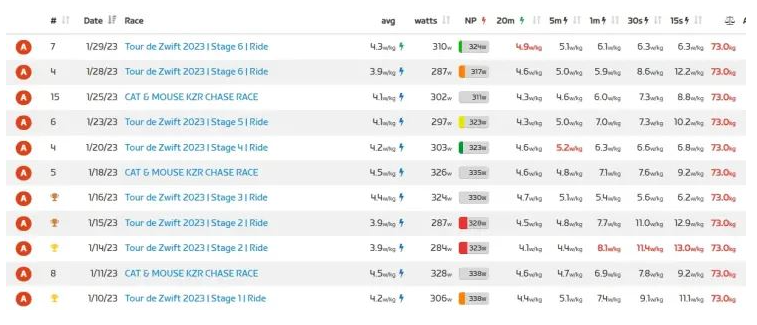 # Date Race avg watts NP 20m 5m 1m 30s 15s
A 7 1/29/23 Tour de Zwift 2023 | Stage 6 | Ride 4.3w/kg 310w 324w 4.9w/kg 5.1w/kg 6.1w/kg 6.3w/kg 6.3w/kg 73.0kg
A 4 1/28/23 Tour de Zwift 2023 | Stage 6 | Ride 3.9w/kg 287w 317w 4.6w/kg 5.0w/kg 5.9w/kg 8.6w/kg 12.2w/kg 73.0kg
A 15 1/25/23 CAT & MOUSE KZR CHASE RACE 4.1w/kg 302w 311w 4.3w/kg 4.6w/kg 6.0w/kg 7.3w/kg 8.8w/kg 73.0kg
A 6 1/23/23 Tour de Zwift 2023 | Stage 5 | Ride 4.1w/kg 297w 323w 4.3w/kg 5.0w/kg 7.0w/kg 7.3w/kg 10.2w/kg 73.0kg
A 4 1/20/23 Tour de Zwift 2023 | Stage 4 | Ride 4.2w/kg 303w 323w 4.6w/kg 5.2w/kg 6.3w/kg 6.6w/kg 6.8w/kg 73.0kg
A 5 1/18/23 CAT & MOUSE KZR CHASE RACE 4.5w/kg 326w 335w 4.6w/kg 4.8w/kg 7.1w/kg 7.6w/kg 9.2w/kg 73.0kg
A 1/16/23 Tour de Zwift 2023 | Stage 3 | Ride 4.4w/kg 324w 330w 4.7w/kg 5.1w/kg 5.4w/kg 5.6w/kg 6.2w/kg 73.0kg
A 1/15/23 Tour de Zwift 2023 | Stage 2 | Ride 3.9w/kg 287w 328w 4.5w/kg 4.8w/kg 7.7w/kg 11.0w/kg 12.9w/kg 73.0kg
A 1/14/23 Tour de Zwift 2023 | Stage 2 | Ride 3.9w/kg 284w 323w 4.1w/kg 4.4w/kg 8.1w/kg 11.4w/kg 13.0w/kg 73.0kg
A 8 1/11/23 CAT & MOUSE KZR CHASE RACE 4.5w/kg 328w 338w 4.6w/kg 4.7w/kg 6.9w/kg 7.8w/kg 9.2w/kg 73.0kg
A 1/10/23 Tour de Zwift 2023 | Stage 1 | Ride 4.2w/kg 306w 338w 4.4w/kg 5.1w/kg 7.4w/kg 9.1w/kg 11.1w/kg 73.0kg